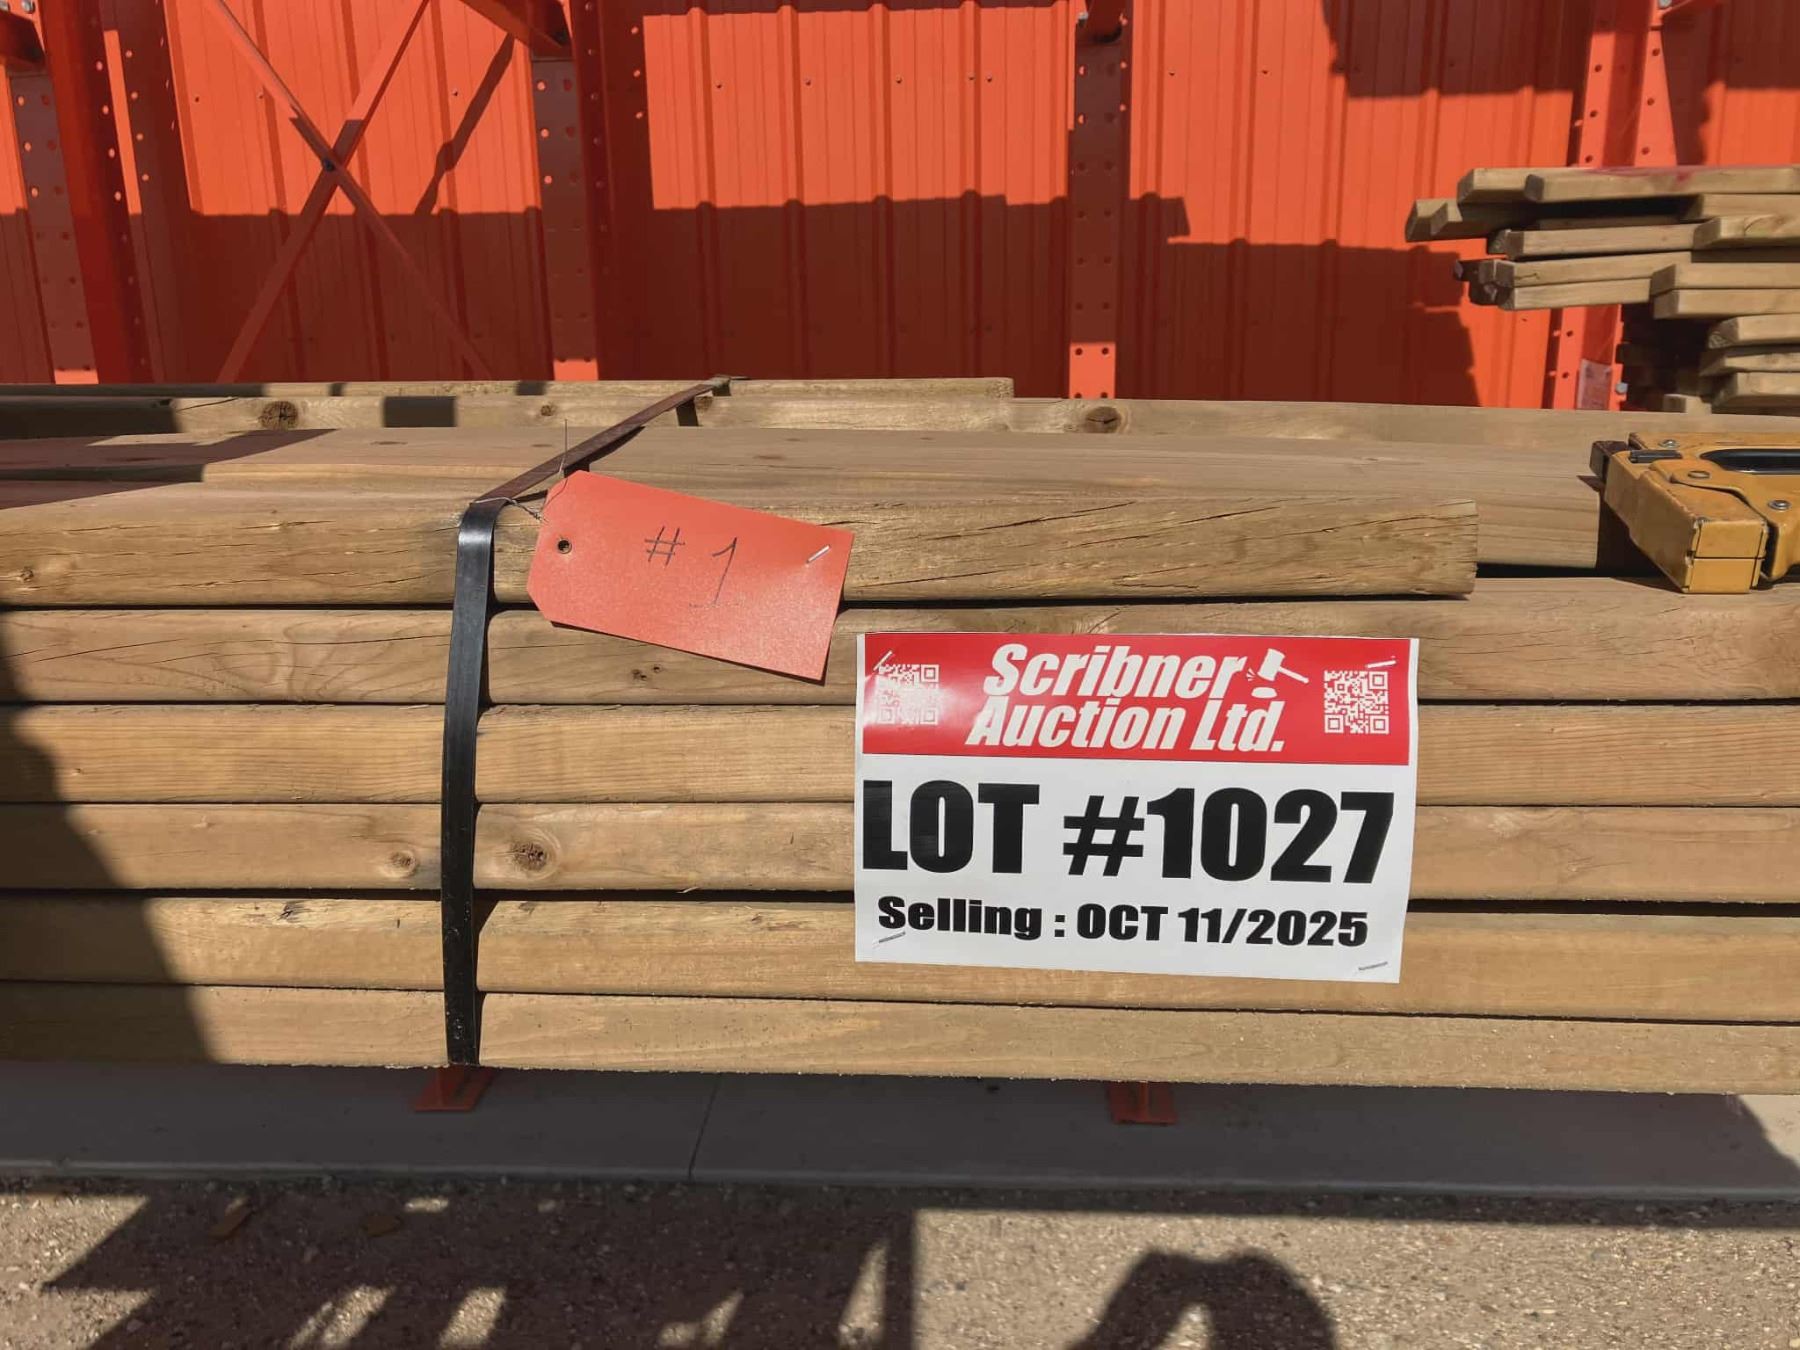 # 1
Scribner
Auction Ltd.
LOT #1027
Selling : OCT 11/2025